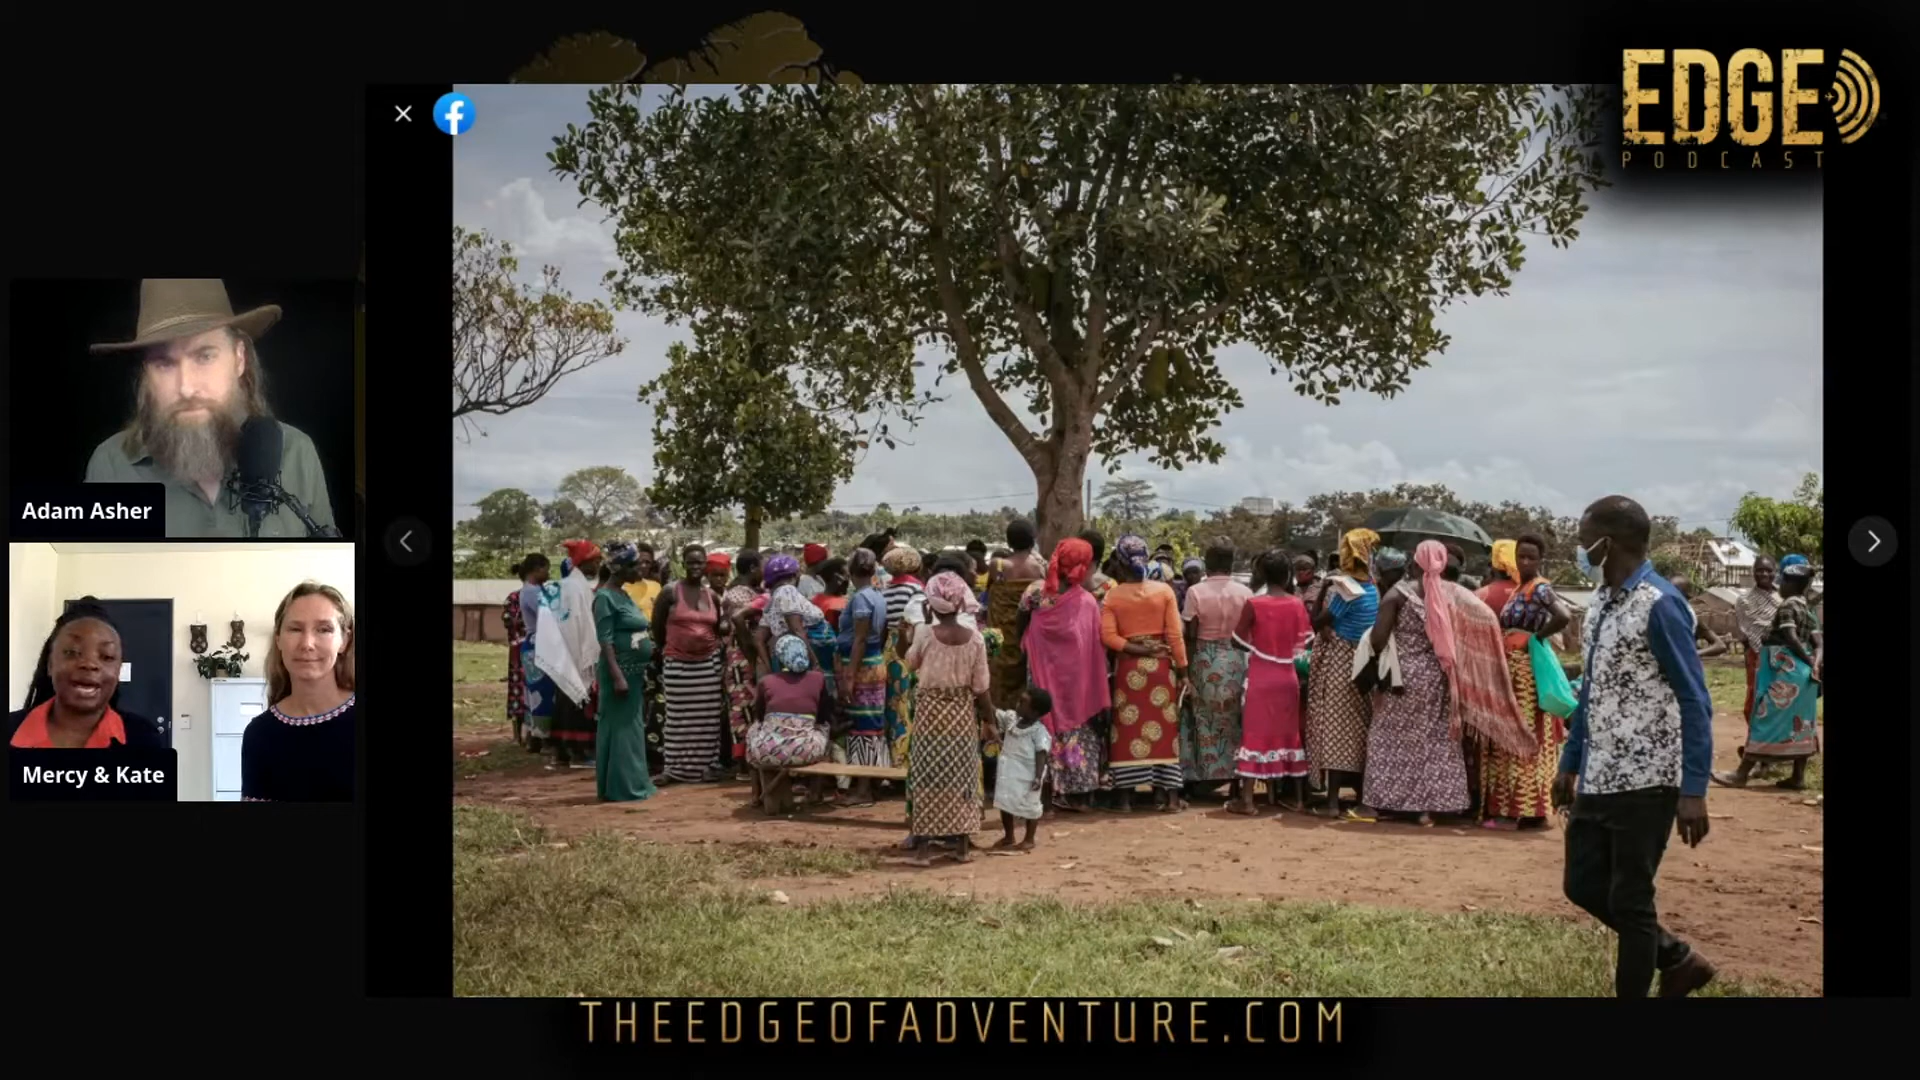 EDGE
PODCAST
Adam Asher
Mercy & Kate
THEEDGEOFADVENTURE.COM